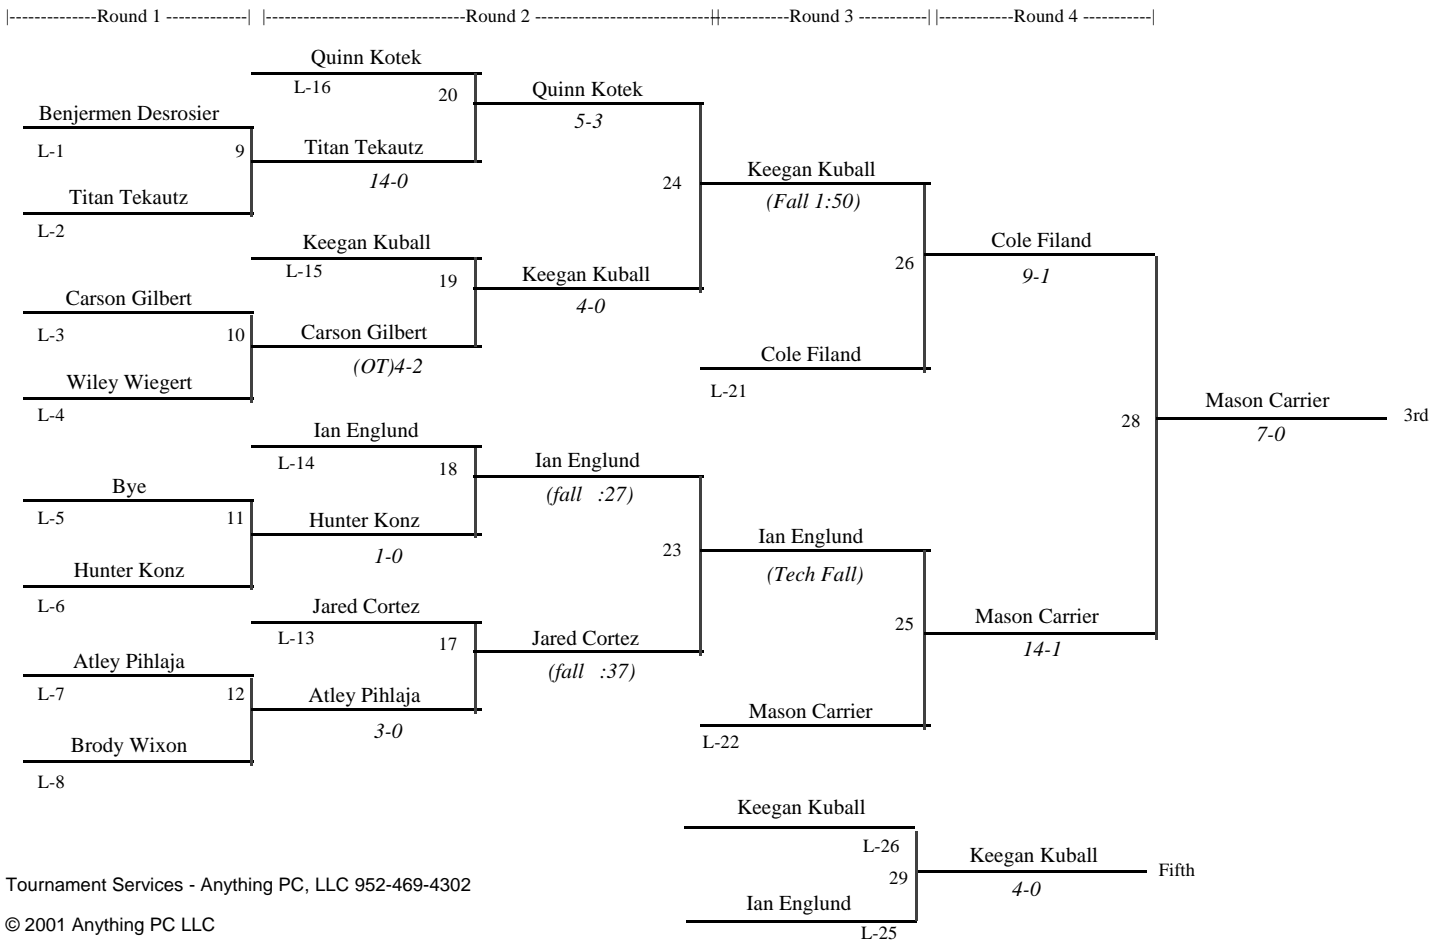 |-------------Round 1 ------------| |-----------------------------Round 2 --------------------------||-----------Round 3 ----------| |-----------Round 4 ----------|
Quinn Kotek
L-16
20
Quinn Kotek
5-3
Benjermen Desrosier
L-1
9
Titan Tekautz
14-0
Titan Tekautz
L-2
24
Keegan Kuball
(Fall 1:50)
Keegan Kuball
L-15
19
Keegan Kuball
4-0
26
Cole Filand
9-1
Carson Gilbert
L-3
10
Carson Gilbert
(OT)4-2
Wiley Wiegert
L-4
Cole Filand
L-21
28
Mason Carrier
7-0
3rd
Ian Englund
L-14
18
Ian Englund
(fall :27)
Bye
L-5
11
Hunter Konz
1-0
Hunter Konz
L-6
23
Ian Englund
(Tech Fall)
Jared Cortez
L-13
17
Jared Cortez
(fall :37)
25
Mason Carrier
14-1
Atley Pihlaja
L-7
12
Atley Pihlaja
3-0
Brody Wixon
L-8
Mason Carrier
L-22
Keegan Kuball
L-26
29
Keegan Kuball
4-0
Fifth
Ian Englund
L-25
Tournament Services - Anything PC, LLC 952-469-4302
© 2001 Anything PC LLC